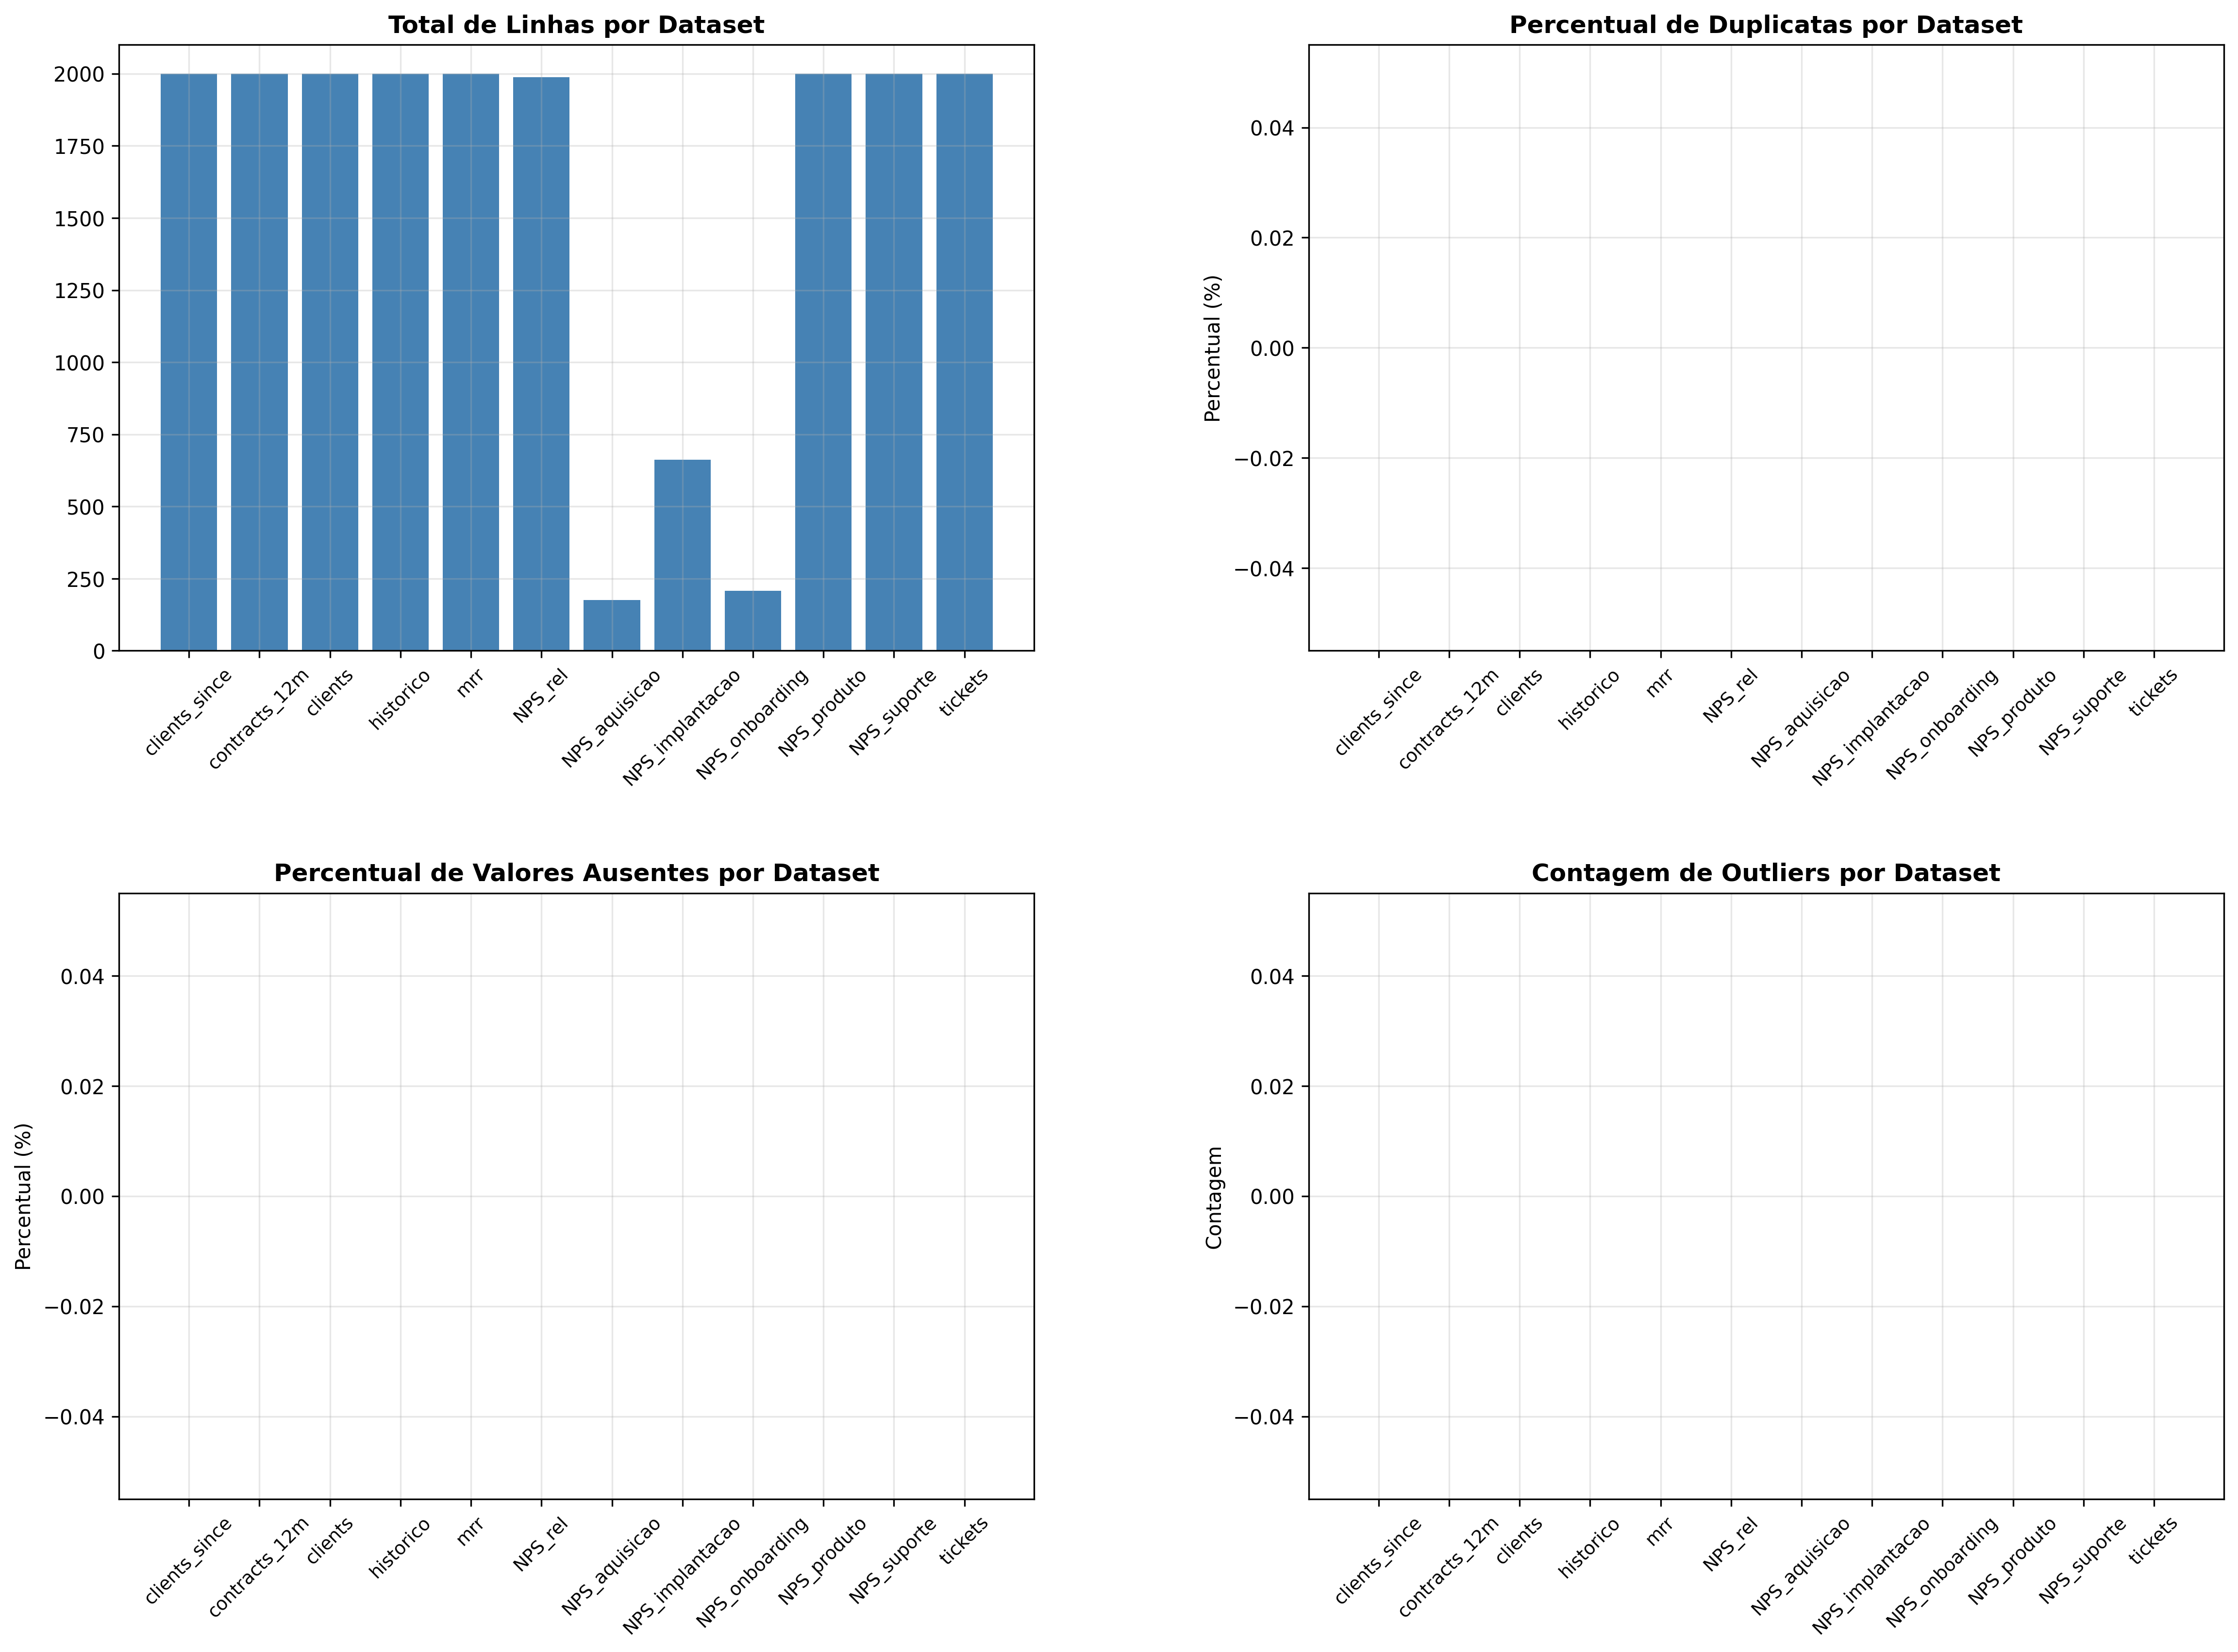 Total de Linhas por Dataset
2000
1750
1500
1250
1000
750
500
250
0
clients_since
contracts_12m
clients
historico
mrr
NPS_rel
NPS_aquisicao
NPS_implantacao
NPS_onboarding
NPS_produto
NPS_suporte
tickets
Percentual de Duplicatas por Dataset
Percentual (%)
0.04
0.02
0.00
−0.02
−0.04
clients_since
contracts_12m
clients
historico
mrr
NPS_rel
NPS_aquisicao
NPS_implantacao
NPS_onboarding
NPS_produto
NPS_suporte
tickets
Percentual de Valores Ausentes por Dataset
Percentual (%)
0.04
0.02
0.00
−0.02
−0.04
clients_since
contracts_12m
clients
historico
mrr
NPS_rel
NPS_aquisicao
NPS_implantacao
NPS_onboarding
NPS_produto
NPS_suporte
tickets
Contagem de Outliers por Dataset
Contagem
0.04
0.02
0.00
−0.02
−0.04
clients_since
contracts_12m
clients
historico
mrr
NPS_rel
NPS_aquisicao
NPS_implantacao
NPS_onboarding
NPS_produto
NPS_suporte
tickets